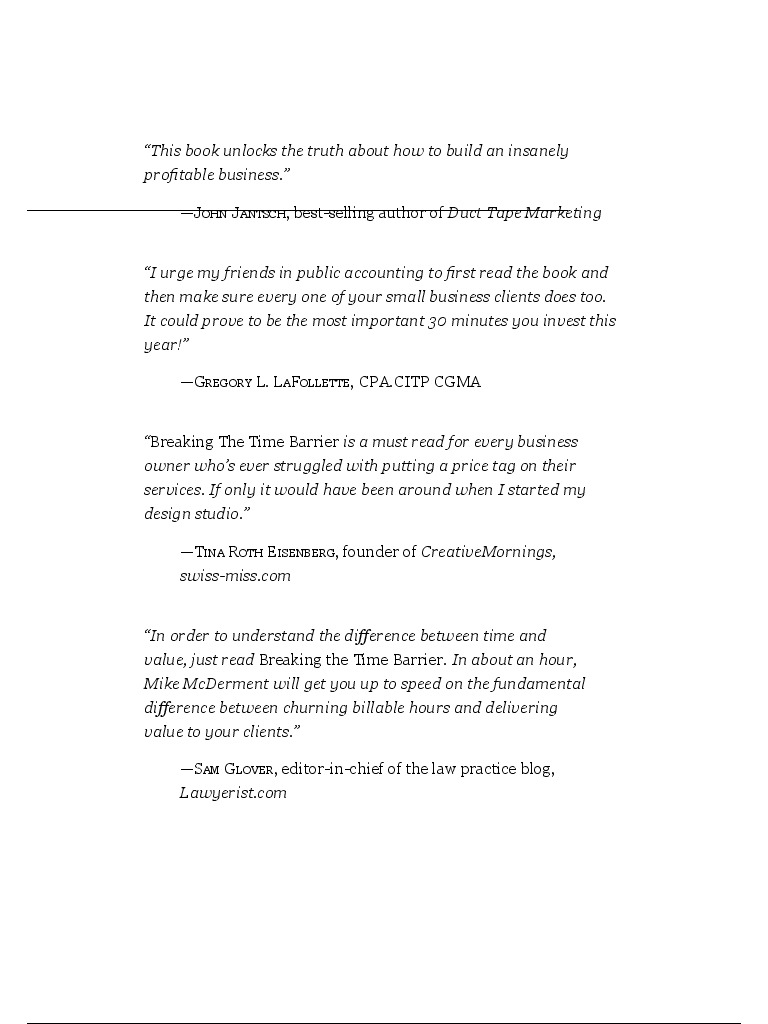 “This book unlocks the truth about how to build an insanely
profitable business.”
—John Jantsch, best-selling author of Duct Tape Marketing
“I urge my friends in public accounting to first read the book and
then make sure every one of your small business clients does too.
It could prove to be the most important 30 minutes you invest this
year!”
—Gregory L. LaFollette, CPA.CITP CGMA
“Breaking The Time Barrier is a must read for every business
owner who’s ever struggled with putting a price tag on their
services. If only it would have been around when I started my
design studio.”
—Tina Roth Eisenberg, founder of CreativeMornings,
swiss-miss.com
“In order to understand the difference between time and
value, just read Breaking the Time Barrier. In about an hour,
Mike McDerment will get you up to speed on the fundamental
difference between churning billable hours and delivering
value to your clients.”
—Sam Glover, editor-in-chief of the law practice blog,
Lawyerist.com